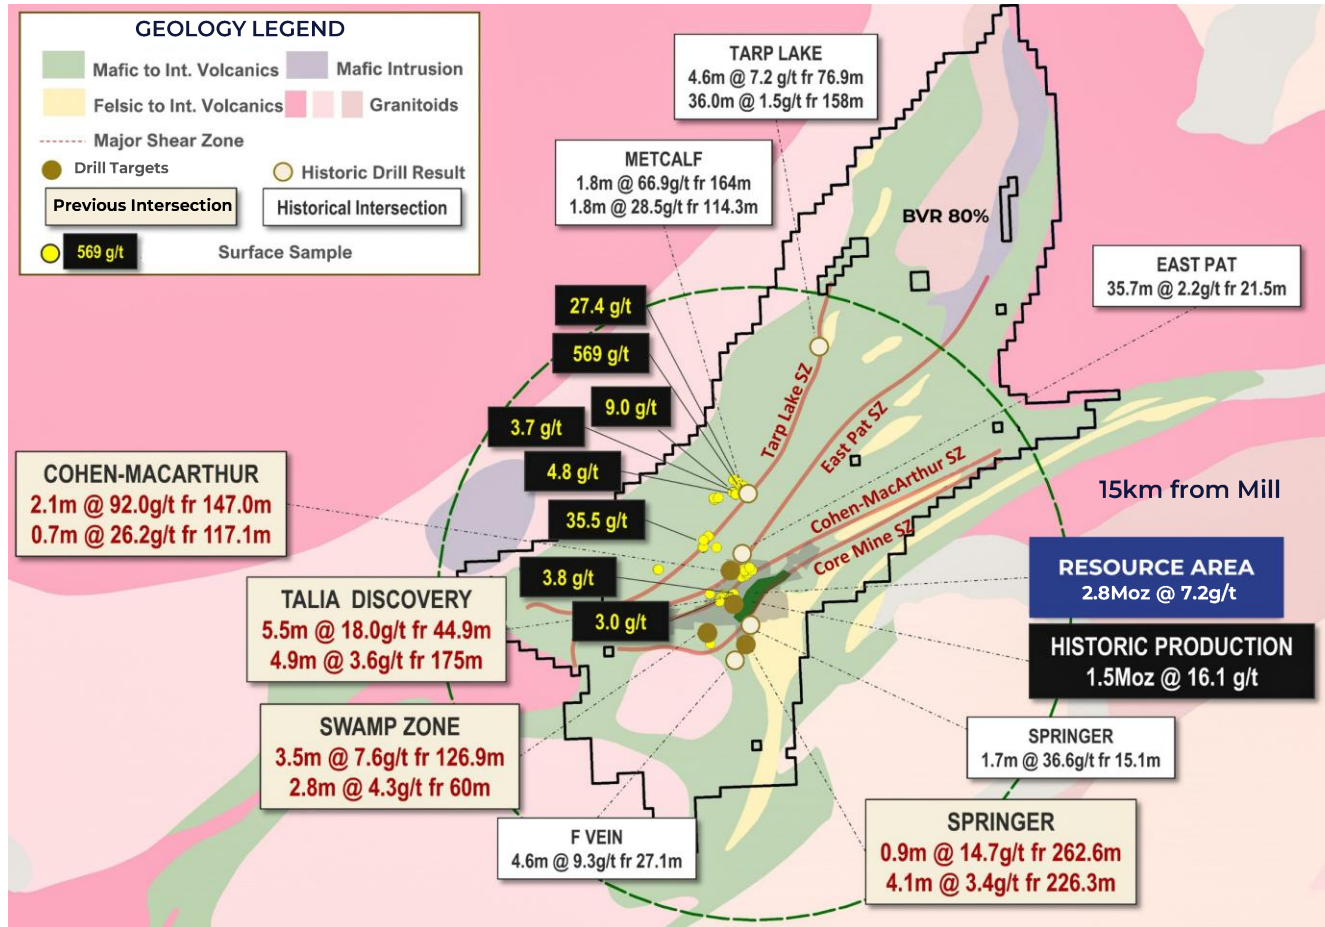 GEOLOGY LEGEND
Mafic to Int. Volcanics
Mafic Intrusion
Felsic to Int. Volcanics
Granitoids
Major Shear Zone
Drill Targets
Historic Drill Result
Previous Intersection
Historical Intersection
569 g/t
Surface Sample
TARP LAKE
4.6m @ 7.2 g/t fr 76.9m
36.0m @ 1.5g/t fr 158m
METCALF
1.8m @ 66.9g/t fr 164m
1.8m @ 28.5g/t fr 114.3m
BVR 80%
EAST PAT
35.7m @ 2.2g/t fr 21.5m
27.4 g/t
569 g/t
9.0 g/t
3.7 g/t
4.8 g/t
35.5 g/t
3.8 g/t
3.0 g/t
Tarp Lake SZ
East Pat SZ
Cohen-MacArthur SZ
Core Mine SZ
15km from Mill
COHEN-MACARTHUR
2.1m @ 92.0g/t fr 147.0m
0.7m @ 26.2g/t fr 117.1m
RESOURCE AREA
2.8Moz @ 7.2g/t
TALIA DISCOVERY
5.5m @ 18.0g/t fr 44.9m
4.9m @ 3.6g/t fr 175m
HISTORIC PRODUCTION
1.5Moz @ 16.1 g/t
SWAMP ZONE
3.5m @ 7.6g/t fr 126.9m
2.8m @ 4.3g/t fr 60m
SPRINGER
1.7m @ 36.6g/t fr 15.1m
F VEIN
4.6m @ 9.3g/t fr 27.1m
SPRINGER
0.9m @ 14.7g/t fr 262.6m
4.1m @ 3.4g/t fr 226.3m